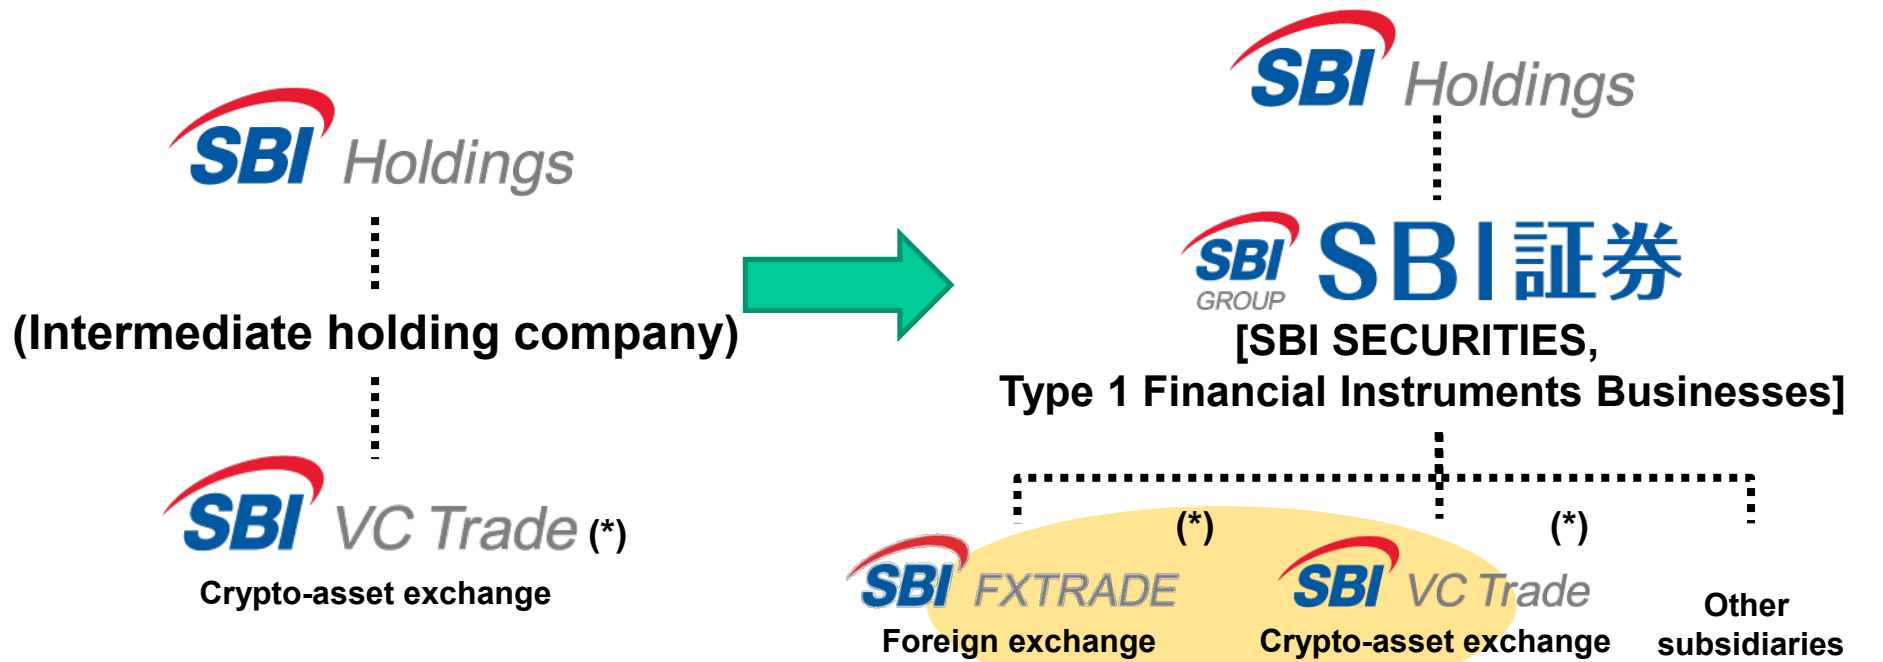 SBI Holdings
(Intermediate holding company)
SBI VC Trade (*)
Crypto-asset exchange
SBI Holdings
SBI GROUP SBI証券
[SBI SECURITIES,
Type 1 Financial Instruments Businesses]
(*) (*)
SBI FXTRADE SBI VC Trade
Foreign exchange Crypto-asset exchange
Other
subsidiaries